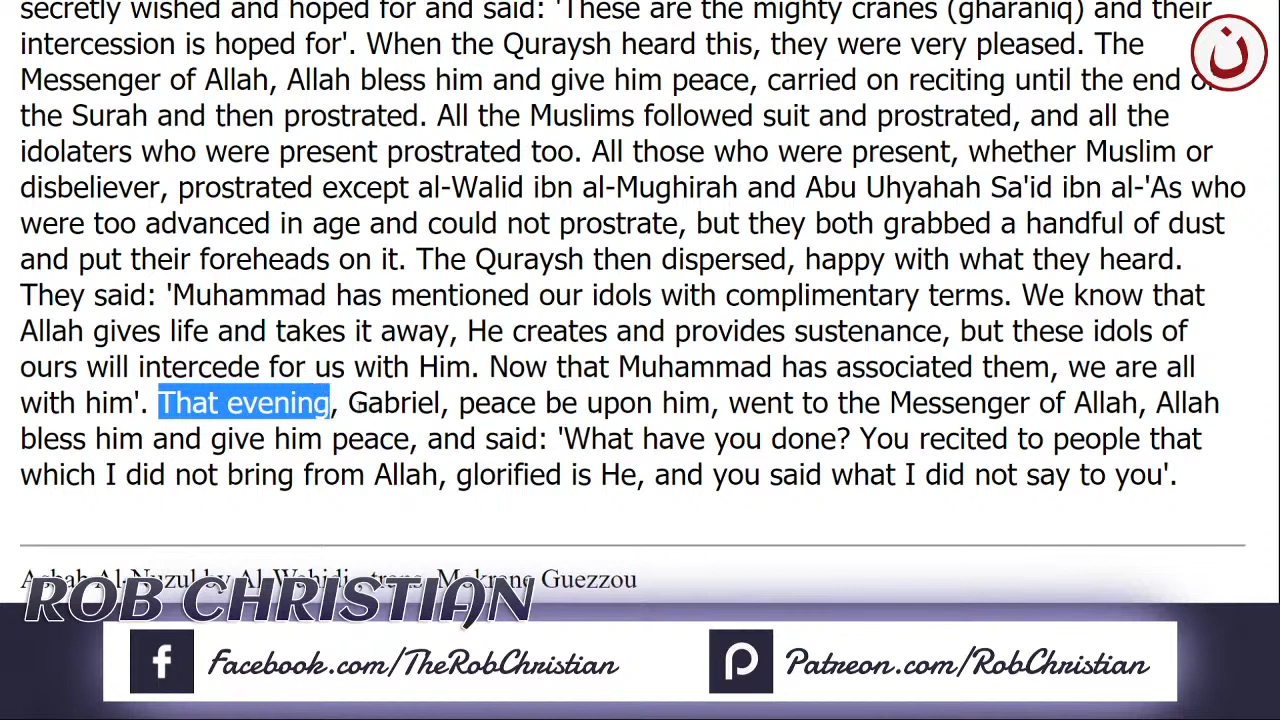 secretly wished and hoped for and said: 'These are the mighty cranes (gharaniq) and their
intercession is hoped for'. When the Quraysh heard this, they were very pleased. The
Messenger of Allah, Allah bless him and give him peace, carried on reciting until the end of
the Surah and then prostrated. All the Muslims followed suit and prostrated, and all the
idolaters who were present prostrated too. All those who were present, whether Muslim or
disbeliever, prostrated except al-Walid ibn al-Mughirah and Abu Uhyahah Sa'id ibn al-'As who
were too advanced in age and could not prostrate, but they both grabbed a handful of dust
and put their foreheads on it. The Quraysh then dispersed, happy with what they heard.
They said: 'Muhammad has mentioned our idols with complimentary terms. We know that
Allah gives life and takes it away, He creates and provides sustenance, but these idols of
ours will intercede for us with Him. Now that Muhammad has associated them, we are all
with him'. That evening, Gabriel, peace be upon him, went to the Messenger of Allah, Allah
bless him and give him peace, and said: 'What have you done? You recited to people that
which I did not bring from Allah, glorified is He, and you said what I did not say to you'.
Asbab Al-Nuzul by Al-Wahidi, trans. Mokrane Guezzou
ROB CHRISTIAN
Facebook.com/TheRobChristian
Patreon.com/RobChristian
ن